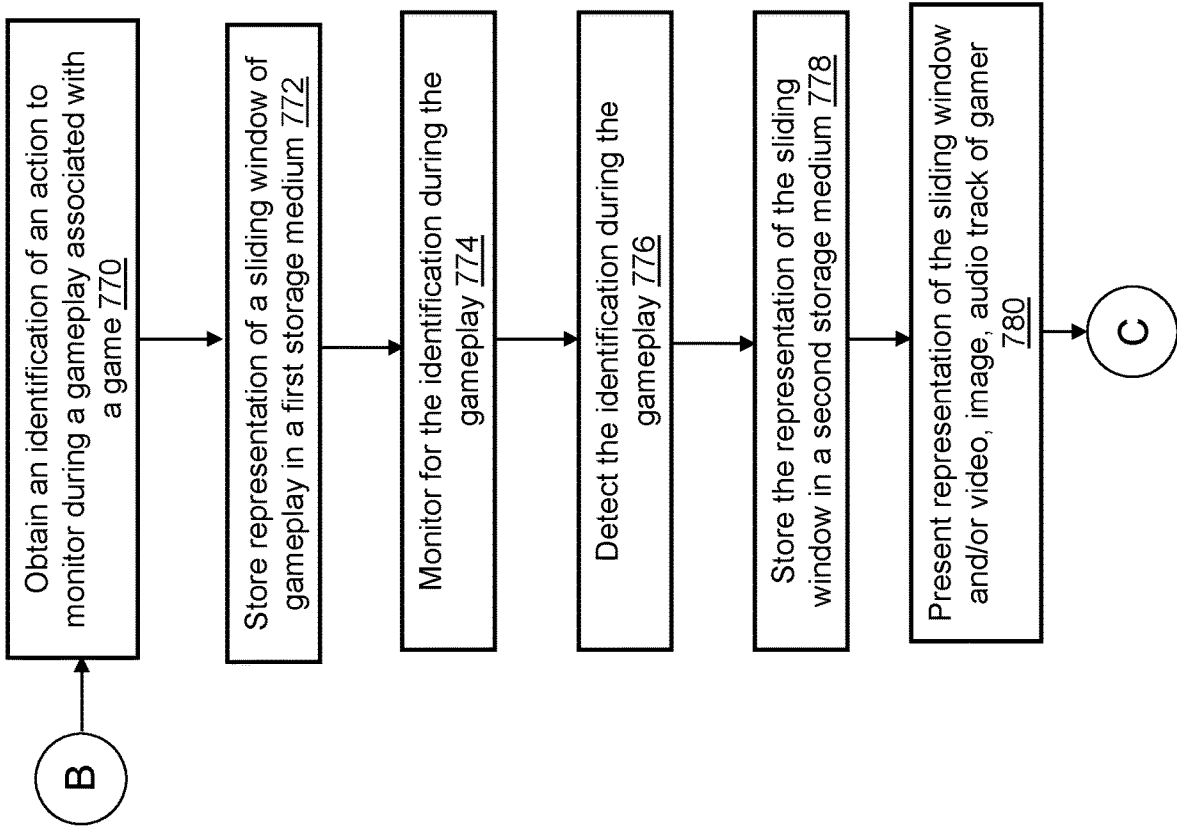 B
Obtain an identification of an action to
monitor during a gameplay associated with
a game 770
Store representation of a sliding window of
gameplay in a first storage medium 772
Monitor for the identification during the
gameplay 774
Detect the identification during the
gameplay 776
Store the representation of the sliding
window in a second storage medium 778
Present representation of the sliding window
and/or video, image, audio track of gamer
780
C